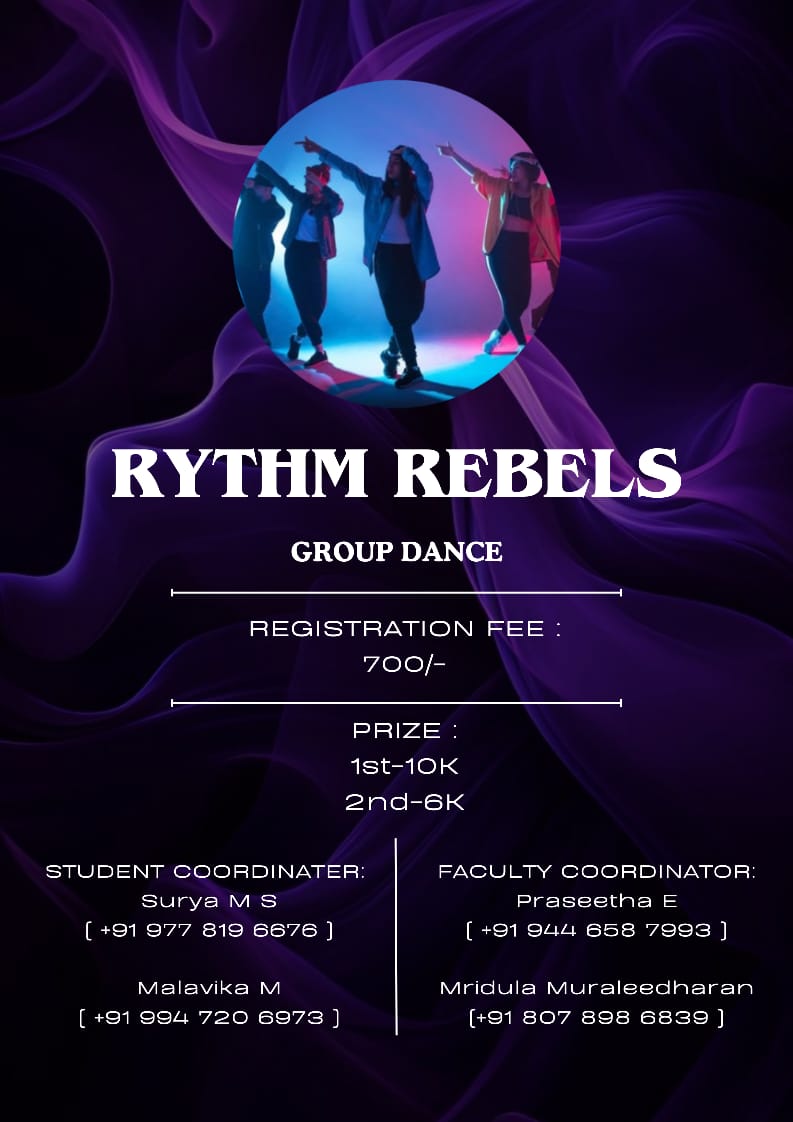 RYTHM REBELS
GROUP DANCE
REGISTRATION FEE :
700/-
PRIZE :
1st-10K
2nd-6K
STUDENT COORDINATER:
Surya M S
( +91 977 819 6676 )
Malavika M
( +91 994 720 6973 )
FACULTY COORDINATOR:
Praseetha E
( +91 944 658 7993 )
Mridula Muraleedharan
(+91 807 898 6839 )